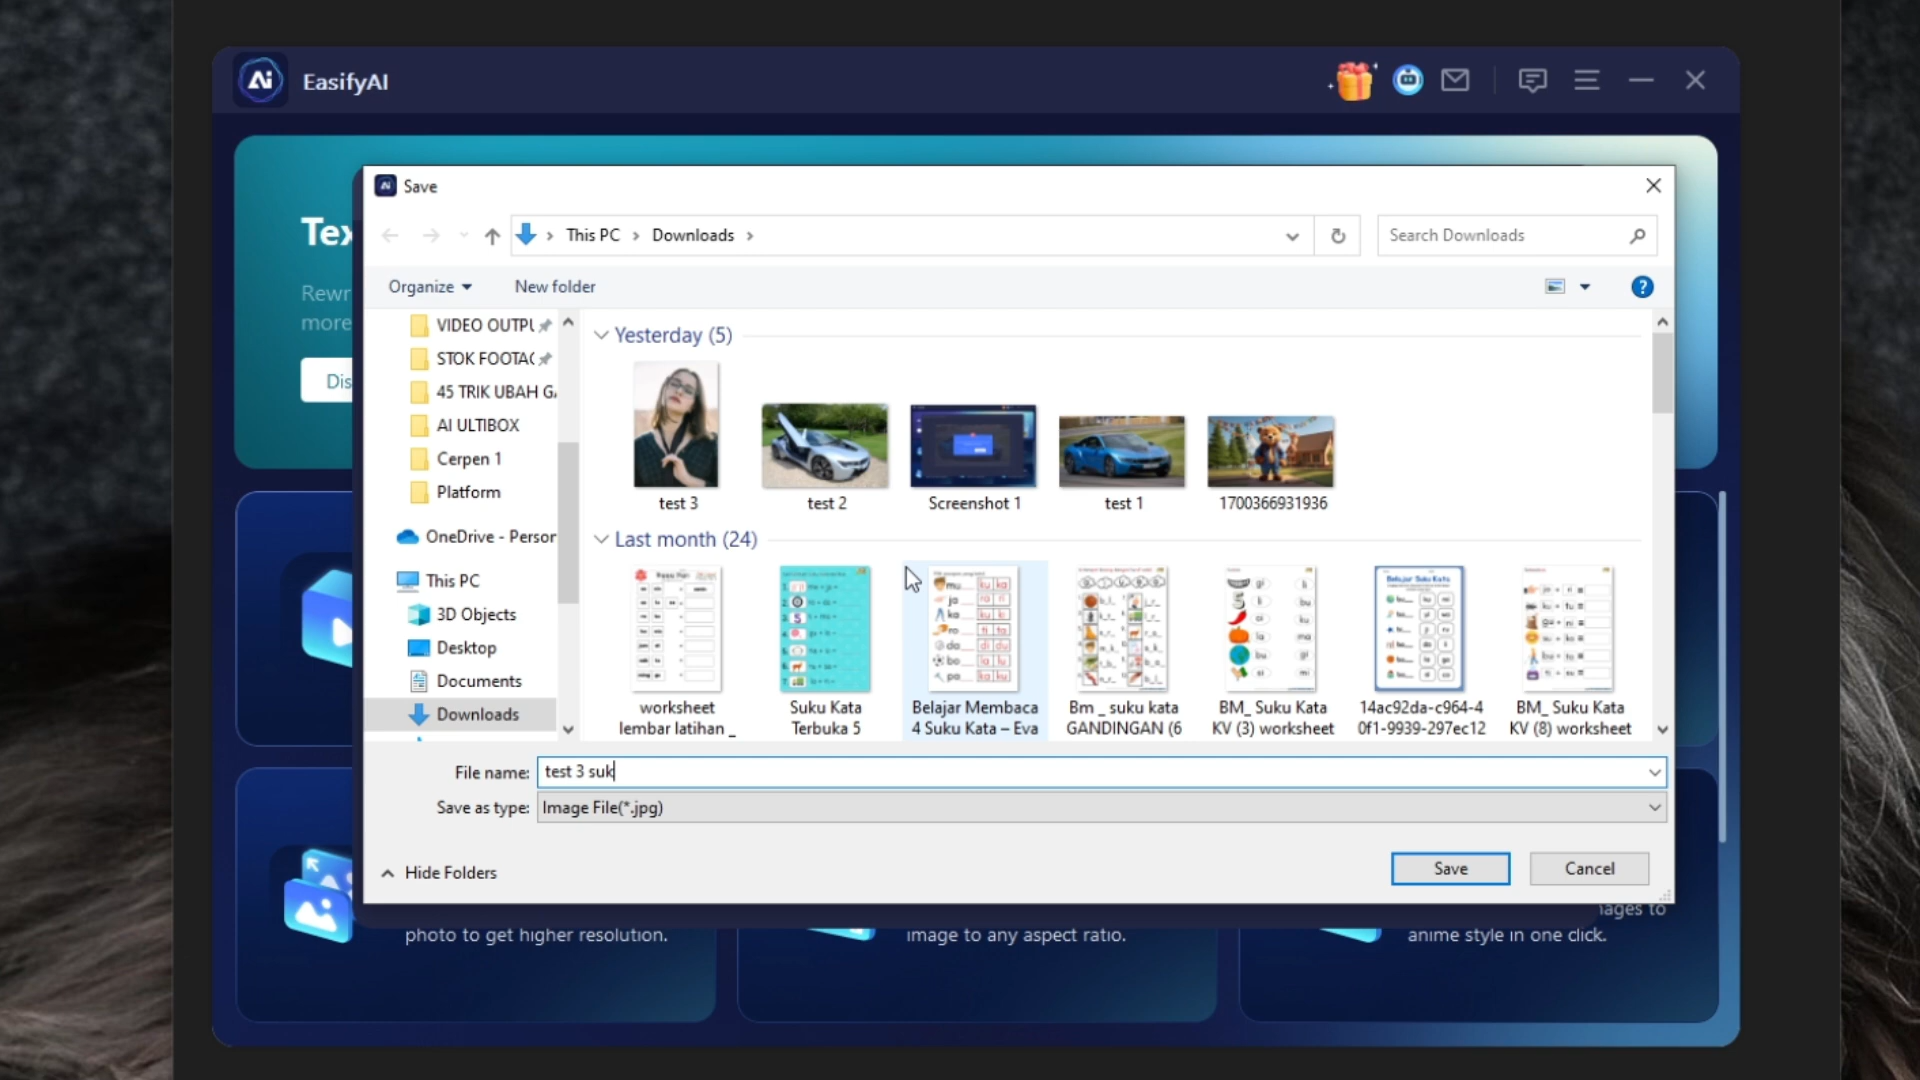 Ai EasifyAI
Save
This PC > Downloads >
Search Downloads
Organize
New folder
Tex
Rewr
more
Dis
VIDEO OUTPU
STOK FOOTAG
45 TRIK UBAH GA
AI ULTIBOX
Cerpen 1
Platform
OneDrive - Person
This PC
3D Objects
Desktop
Documents
Downloads
Yesterday (5)
test 3
test 2
Screenshot 1
test 1
1700366931936
Last month (24)
worksheet
lembar latihan _
Suku Kata
Terbuka 5
Belajar Membaca
4 Suku Kata – Eva
Bm _ suku kata
GANDINGAN (6
BM_ Suku Kata
KV (3) worksheet
14ac92da-c964-4
0f1-9939-297ec12
BM_ Suku Kata
KV (8) worksheet
File name: test 3 suk
Save as type: Image File(*.jpg)
Hide Folders
Save
Cancel
photo to get higher resolution.
image to any aspect ratio.
ages to
anime style in one click.